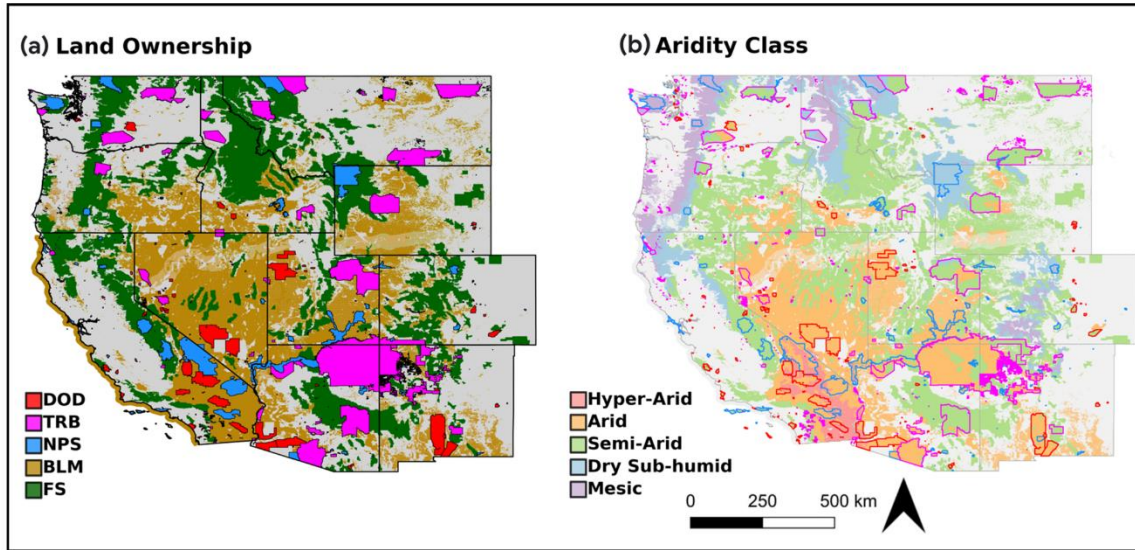 (a) Land Ownership
DOD
TRB
NPS
BLM
FS
(b) Aridity Class
Hyper-Arid
Arid
Semi-Arid
Dry Sub-humid
Mesic
0 250 500 km